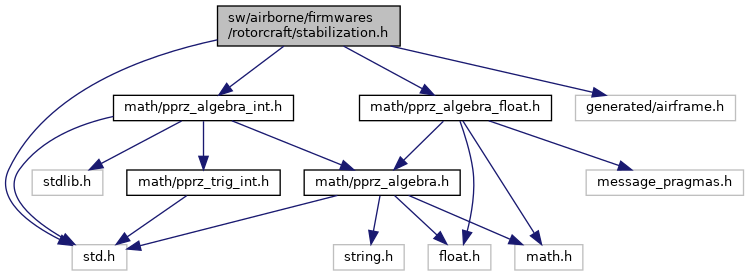 sw/airborne/firmwares
/rotorcraft/stabilization.h
math/pprz_algebra_int.h
math/pprz_algebra_float.h
generated/airframe.h
stdlib.h
math/pprz_trig_int.h
math/pprz_algebra.h
message_pragmas.h
std.h
string.h
float.h
math.h